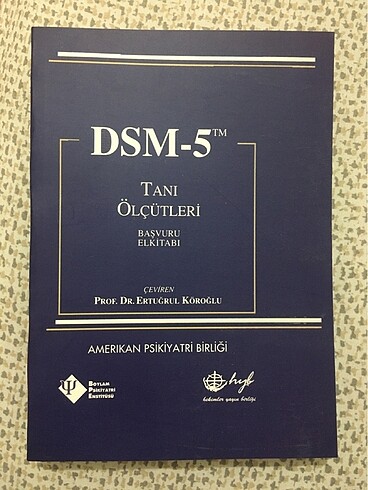 DSM-5™
TANI
ÖLÇÜTLERİ
BAŞVURU
ELKİTABI
ÇEVİREN
PROF. DR. ERTUĞRUL KÖROĞLU
AMERİKAN PSİKİYATRİ BİRLİĞİ
BOYLAM
PSİKİYATRİ
ENSTİTÜSÜ
hyb
hekimler yayın birliği